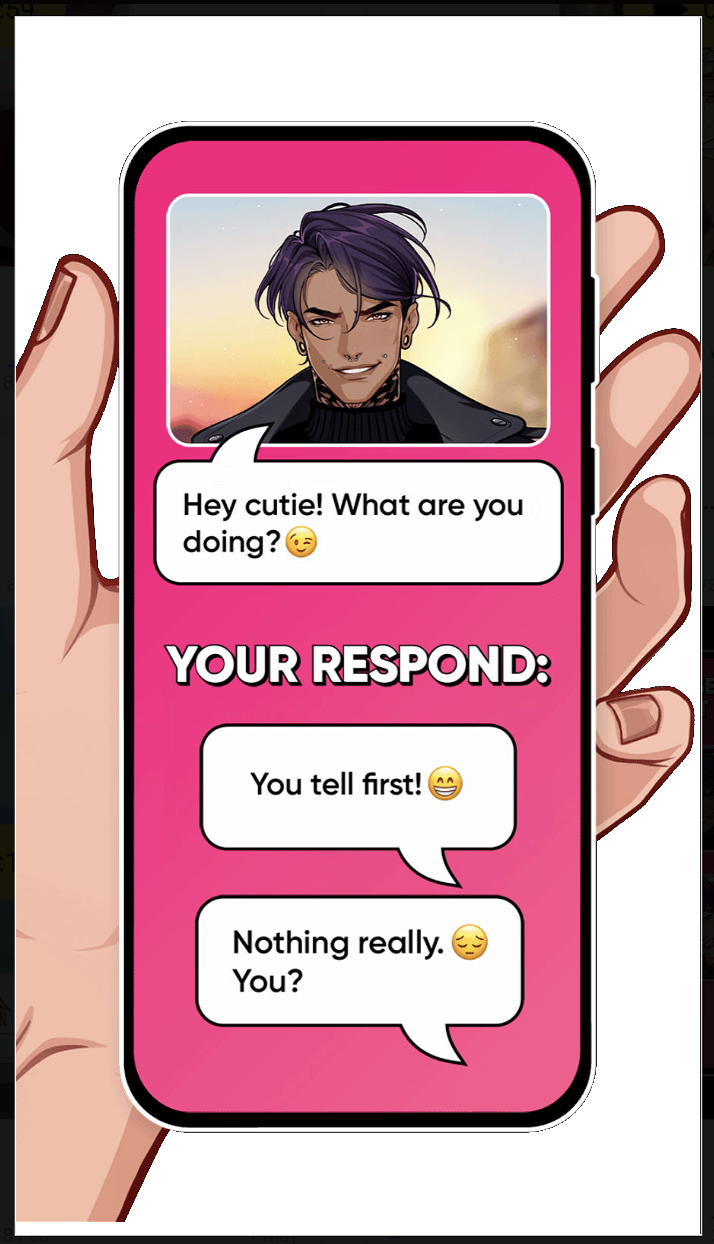 Hey cutie! What are you
doing?😉
YOUR RESPOND:
You tell first!😁
Nothing really. 😔
You?